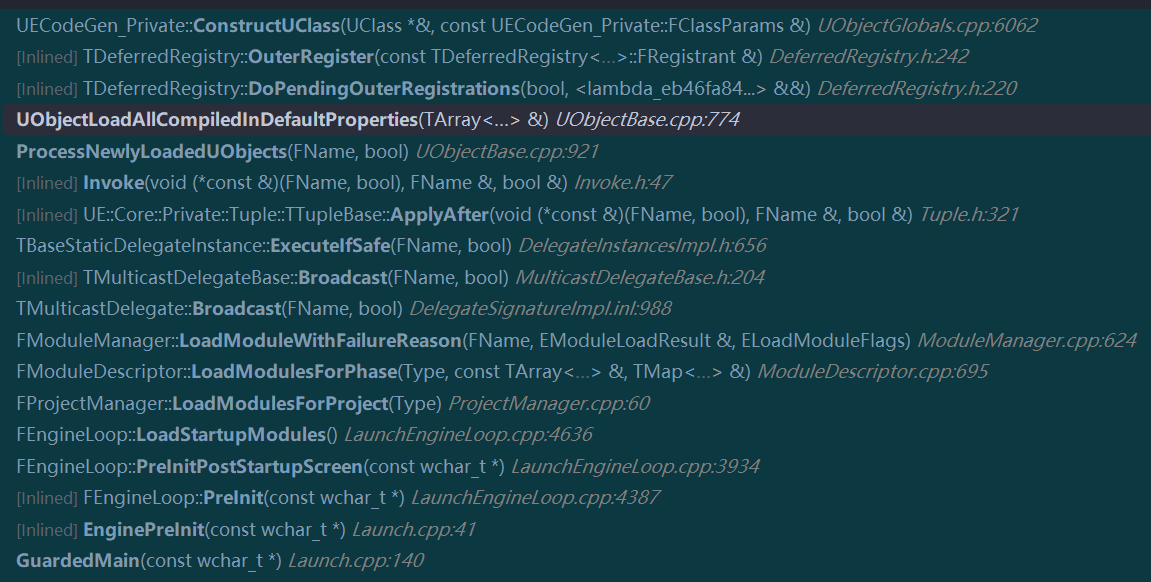 UECodeGen_Private::ConstructUClass(UClass *&, const UECodeGen_Private::FClassParams &) UObjectGlobals.cpp:6062
[Inlined] TDeferredRegistry::OuterRegister(const TDeferredRegistry<...>::FRegistrant &) DeferredRegistry.h:242
[Inlined] TDeferredRegistry::DoPendingOuterRegistrations(bool, <lambda_eb46fa84...> &&) DeferredRegistry.h:220
UObjectLoadAllCompiledInDefaultProperties(TArray<...> &) UObjectBase.cpp:774
ProcessNewlyLoadedUObjects(FName, bool) UObjectBase.cpp:921
[Inlined] Invoke(void (*const &)(FName, bool), FName &, bool &) Invoke.h:47
[Inlined] UE::Core::Private::Tuple::TTupleBase::ApplyAfter(void (*const &)(FName, bool), FName &, bool &) Tuple.h:321
TBaseStaticDelegateInstance::ExecuteIfSafe(FName, bool) DelegateInstancesImpl.h:656
[Inlined] TMulticastDelegateBase::Broadcast(FName, bool) MulticastDelegateBase.h:204
TMulticastDelegate::Broadcast(FName, bool) DelegateSignatureImpl.inl:988
FModuleManager::LoadModuleWithFailureReason(FName, EModuleLoadResult &, ELoadModuleFlags) ModuleManager.cpp:624
FModuleDescriptor::LoadModulesForPhase(Type, const TArray<...> &, TMap<...> &) ModuleDescriptor.cpp:695
FProjectManager::LoadModulesForProject(Type) ProjectManager.cpp:60
FEngineLoop::LoadStartupModules() LaunchEngineLoop.cpp:4636
FEngineLoop::PreInitPostStartupScreen(const wchar_t *) LaunchEngineLoop.cpp:3934
[Inlined] FEngineLoop::PreInit(const wchar_t *) LaunchEngineLoop.cpp:4387
[Inlined] EnginePreInit(const wchar_t *) Launch.cpp:41
GuardedMain(const wchar_t *) Launch.cpp:140